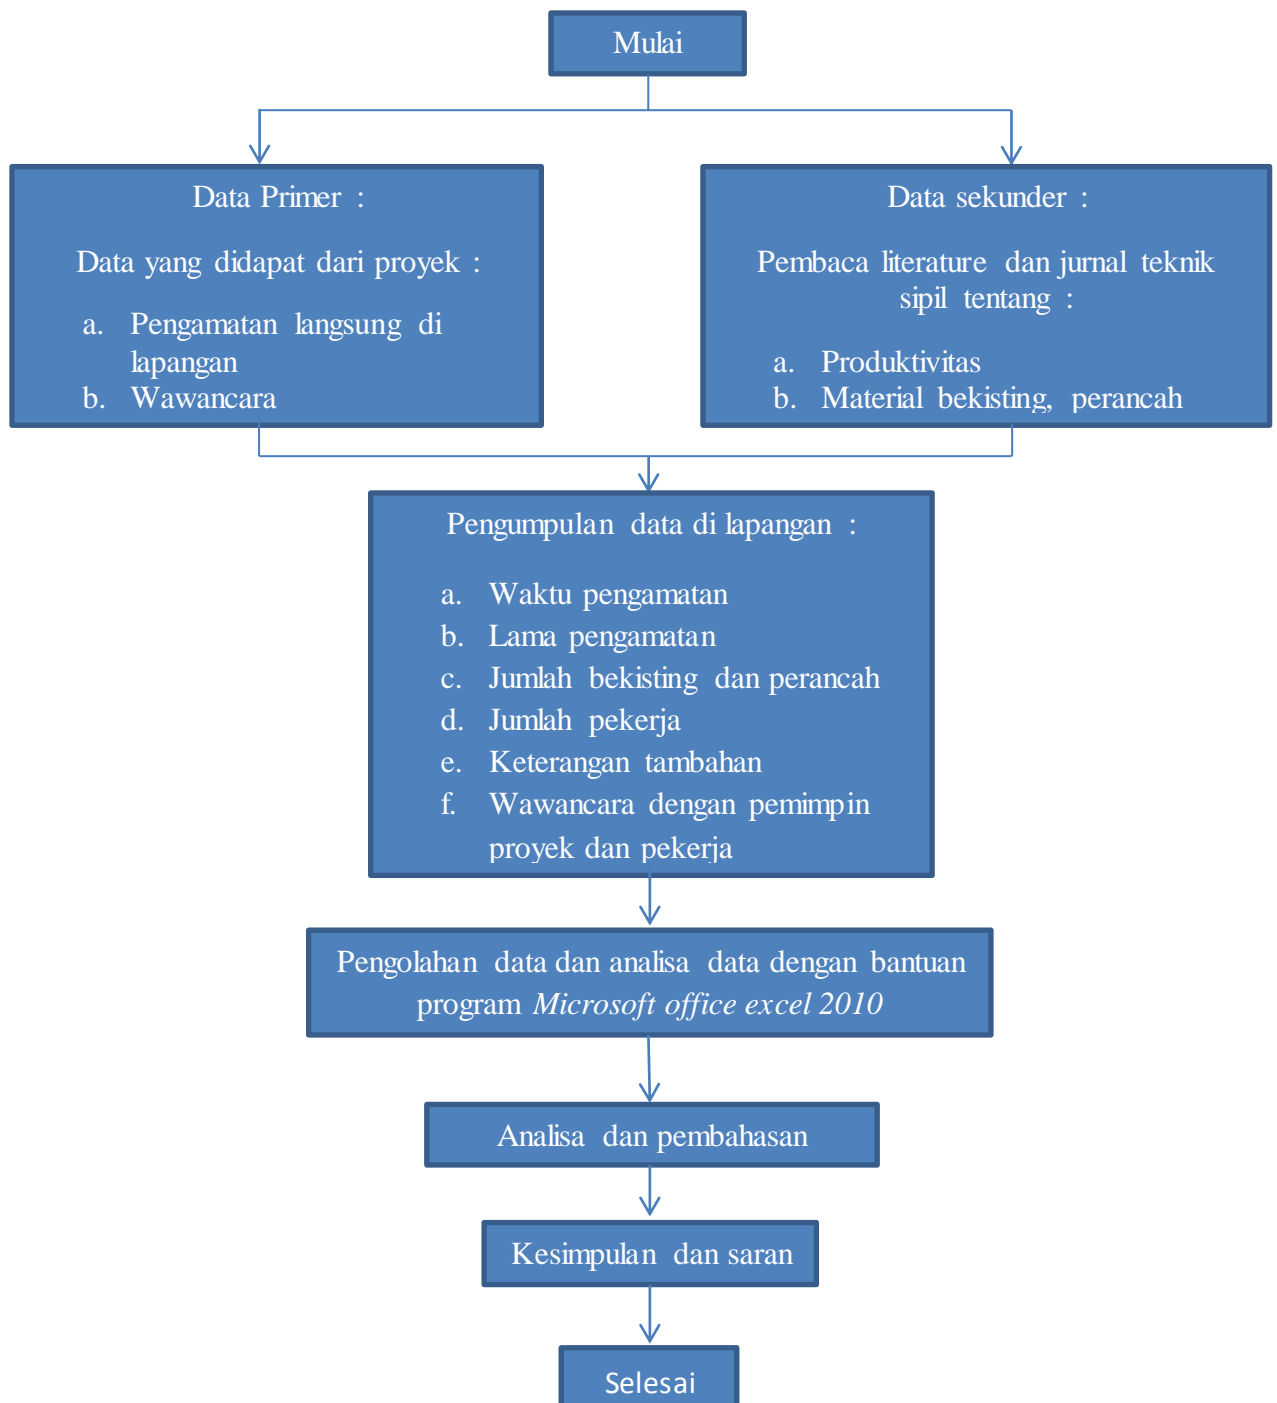 Mulai
Data Primer :
Data yang didapat dari proyek :
a. Pengamatan langsung di
lapangan
b. Wawancara
Data sekunder :
Pembaca literature dan jurnal teknik
sipil tentang :
a. Produktivitas
b. Material bekisting, perancah
Pengumpulan data di lapangan :
a. Waktu pengamatan
b. Lama pengamatan
c. Jumlah bekisting dan perancah
d. Jumlah pekerja
e. Keterangan tambahan
f. Wawancara dengan pemimpin
proyek dan pekerja
Pengolahan data dan analisa data dengan bantuan
program Microsoft office excel 2010
Analisa dan pembahasan
Kesimpulan dan saran
Selesai